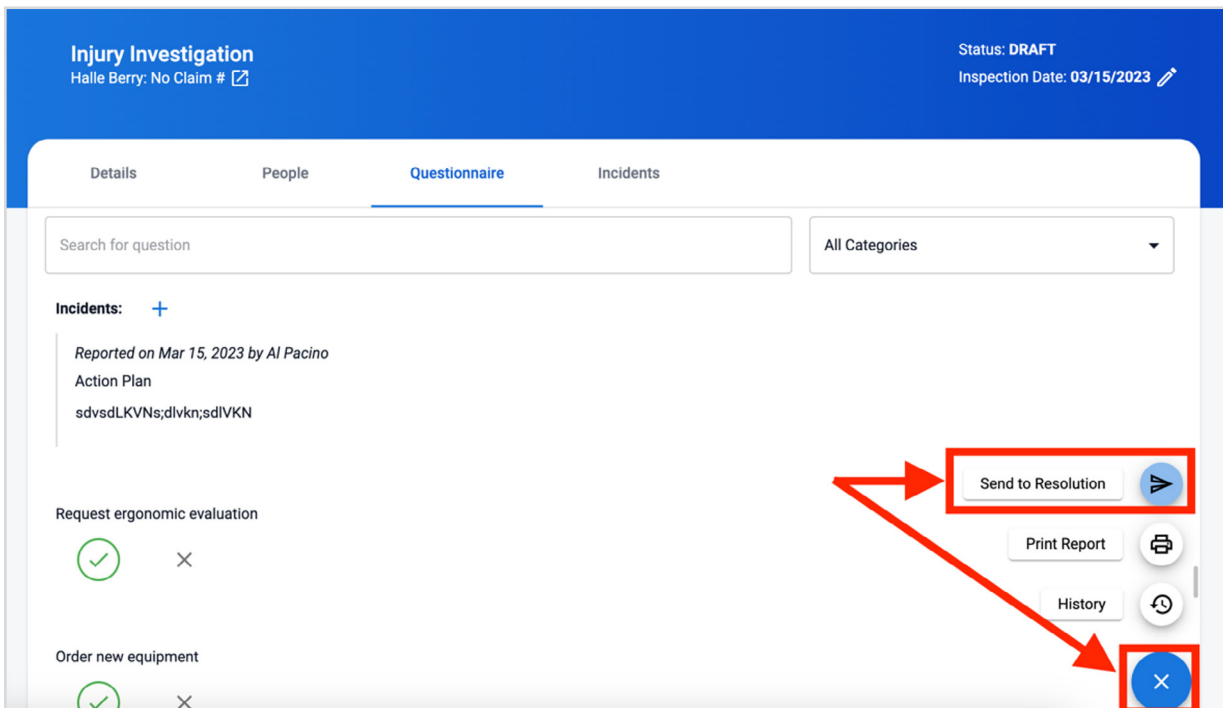 Injury Investigation
Halle Berry: No Claim #
Status: DRAFT
Inspection Date: 03/15/2023
Details People Questionnaire Incidents
Search for question
All Categories
Incidents:
Reported on Mar 15, 2023 by Al Pacino
Action Plan
sdvsdLKVNs;dlvkn;sdlVKN
Send to Resolution
Request ergonomic evaluation
Print Report
History
Order new equipment